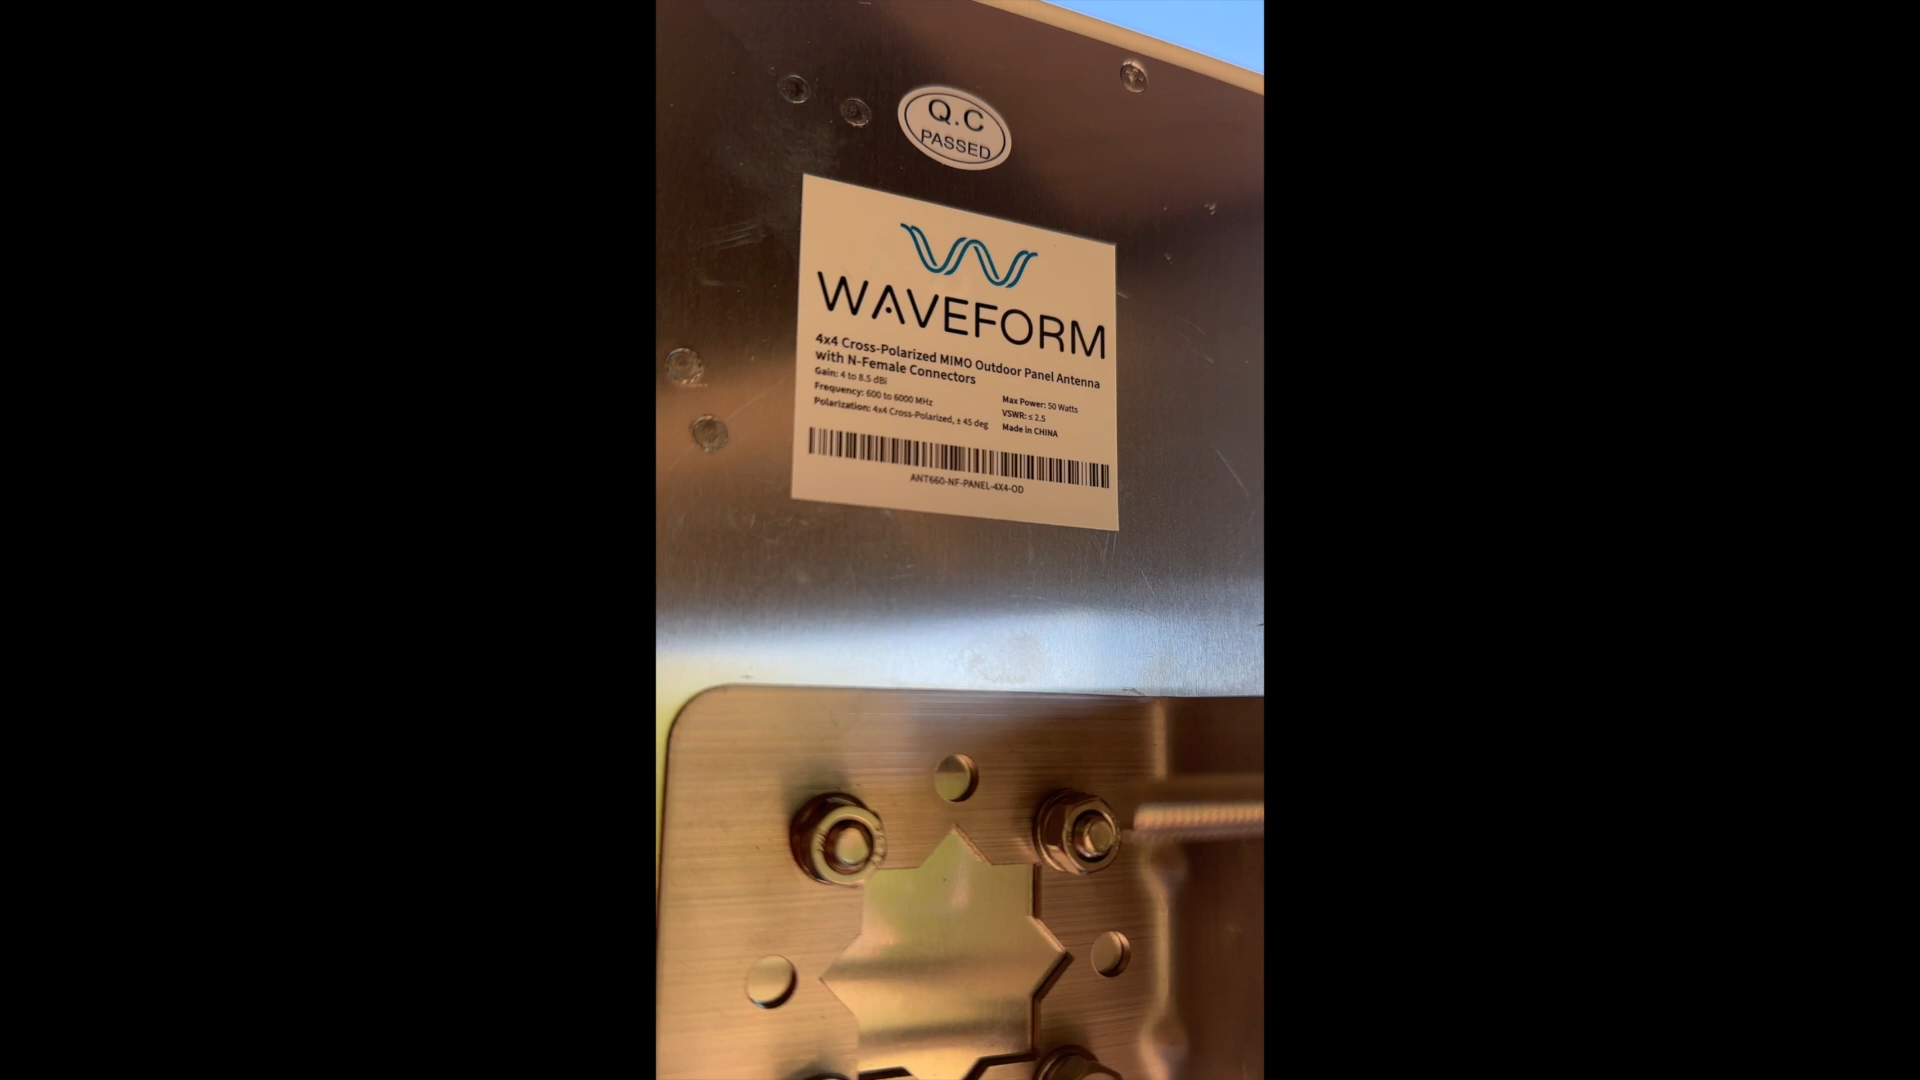 Q.C
PASSED
WAVEFORM
4x4 Cross-Polarized MIMO Outdoor Panel Antenna
with N-Female Connectors
Gain: 4 to 8.5 dBi
Frequency: 600 to 6000 MHz
Polarization: 4x4 Cross-Polarized, ± 45 deg
Max Power: 50 Watts
VSWR: ≤ 2.5
Made in CHINA
ANT660-NF-PANEL-4X4-OD